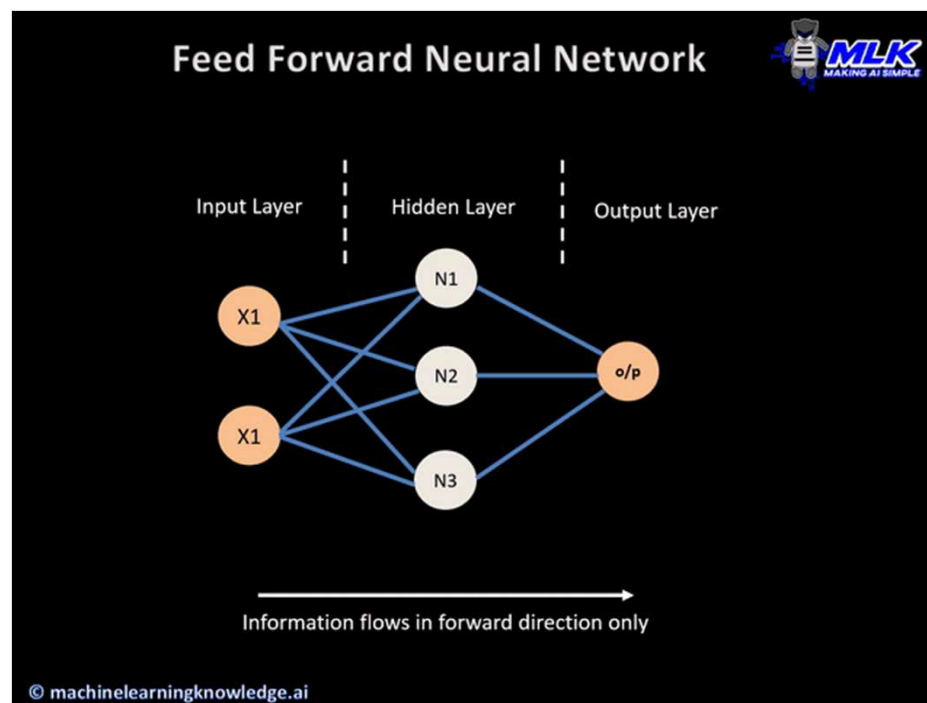 Feed Forward Neural Network
MLK
MAKING AI SIMPLE
Input Layer
Hidden Layer
Output Layer
X1
X1
N1
N2
N3
o/p
Information flows in forward direction only
© machinelearningknowledge.ai